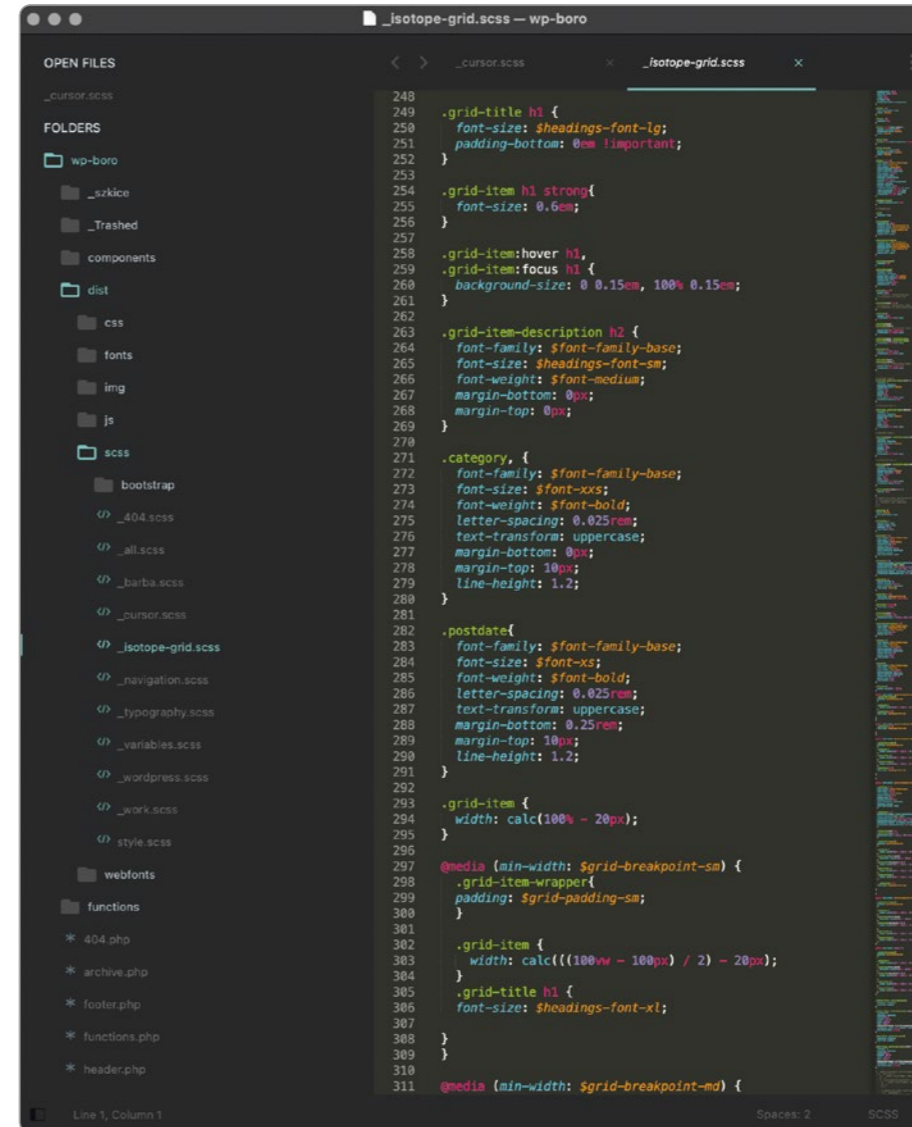 _isotope-grid.scss — wp-boro
OPEN FILES
_cursor.scss
FOLDERS
wp-boro
_szkice
_Trashed
components
dist
css
fonts
img
js
scss
bootstrap
_404.scss
_all.scss
_barba.scss
_cursor.scss
_isotope-grid.scss
_navigation.scss
_typography.scss
_variables.scss
_wordpress.scss
_work.scss
style.scss
webfonts
functions
404.php
archive.php
footer.php
functions.php
header.php
_cursor.scss × _isotope-grid.scss ×
248
249 .grid-title h1 {
250 font-size: $headings-font-lg;
251 padding-bottom: 0em !important;
252 }
253
254 .grid-item h1 strong{
255 font-size: 0.6em;
256 }
257
258 .grid-item:hover h1,
259 .grid-item:focus h1 {
260 background-size: 0 0.15em, 100% 0.15em;
261 }
262
263 .grid-item-description h2 {
264 font-family: $font-family-base;
265 font-size: $headings-font-sm;
266 font-weight: $font-medium;
267 margin-bottom: 0px;
268 margin-top: 0px;
269 }
270
271 .category, {
272 font-family: $font-family-base;
273 font-size: $font-xxs;
274 font-weight: $font-bold;
275 letter-spacing: 0.025rem;
276 text-transform: uppercase;
277 margin-bottom: 0px;
278 margin-top: 10px;
279 line-height: 1.2;
280 }
281
282 .postdate{
283 font-family: $font-family-base;
284 font-size: $font-xs;
285 font-weight: $font-bold;
286 letter-spacing: 0.025rem;
287 text-transform: uppercase;
288 margin-bottom: 0.25rem;
289 margin-top: 10px;
290 line-height: 1.2;
291 }
292
293 .grid-item {
294 width: calc(100% - 20px);
295 }
296
297 @media (min-width: $grid-breakpoint-sm) {
298 .grid-item-wrapper{
299 padding: $grid-padding-sm;
300 }
301
302 .grid-item {
303 width: calc(((100vw - 100px) / 2) - 20px);
304 }
305 .grid-title h1 {
306 font-size: $headings-font-xl;
307
308 }
309 }
310
311 @media (min-width: $grid-breakpoint-md) {
Line 1, Column 1
Spaces: 2
SCSS